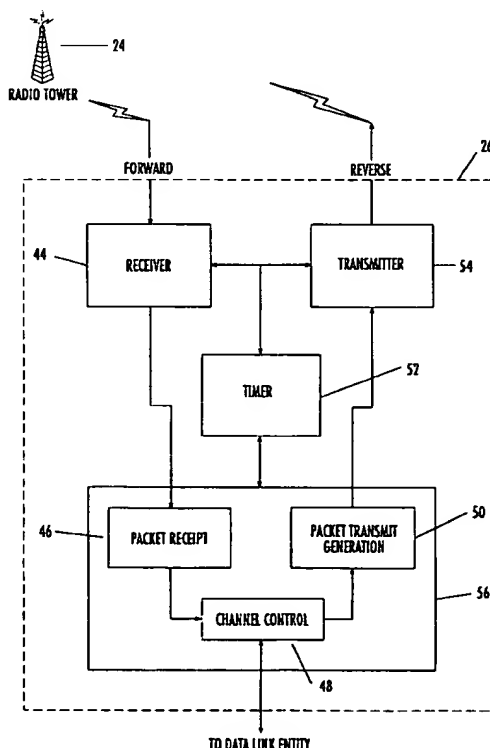 24
RADIO TOWER
FORWARD
REVERSE
26
44
RECEIVER
TRANSMITTER
54
TIMER
52
46
PACKET RECEIPT
PACKET TRANSMIT
GENERATION
50
56
CHANNEL CONTROL
48
TO DATA LINK ENTITY